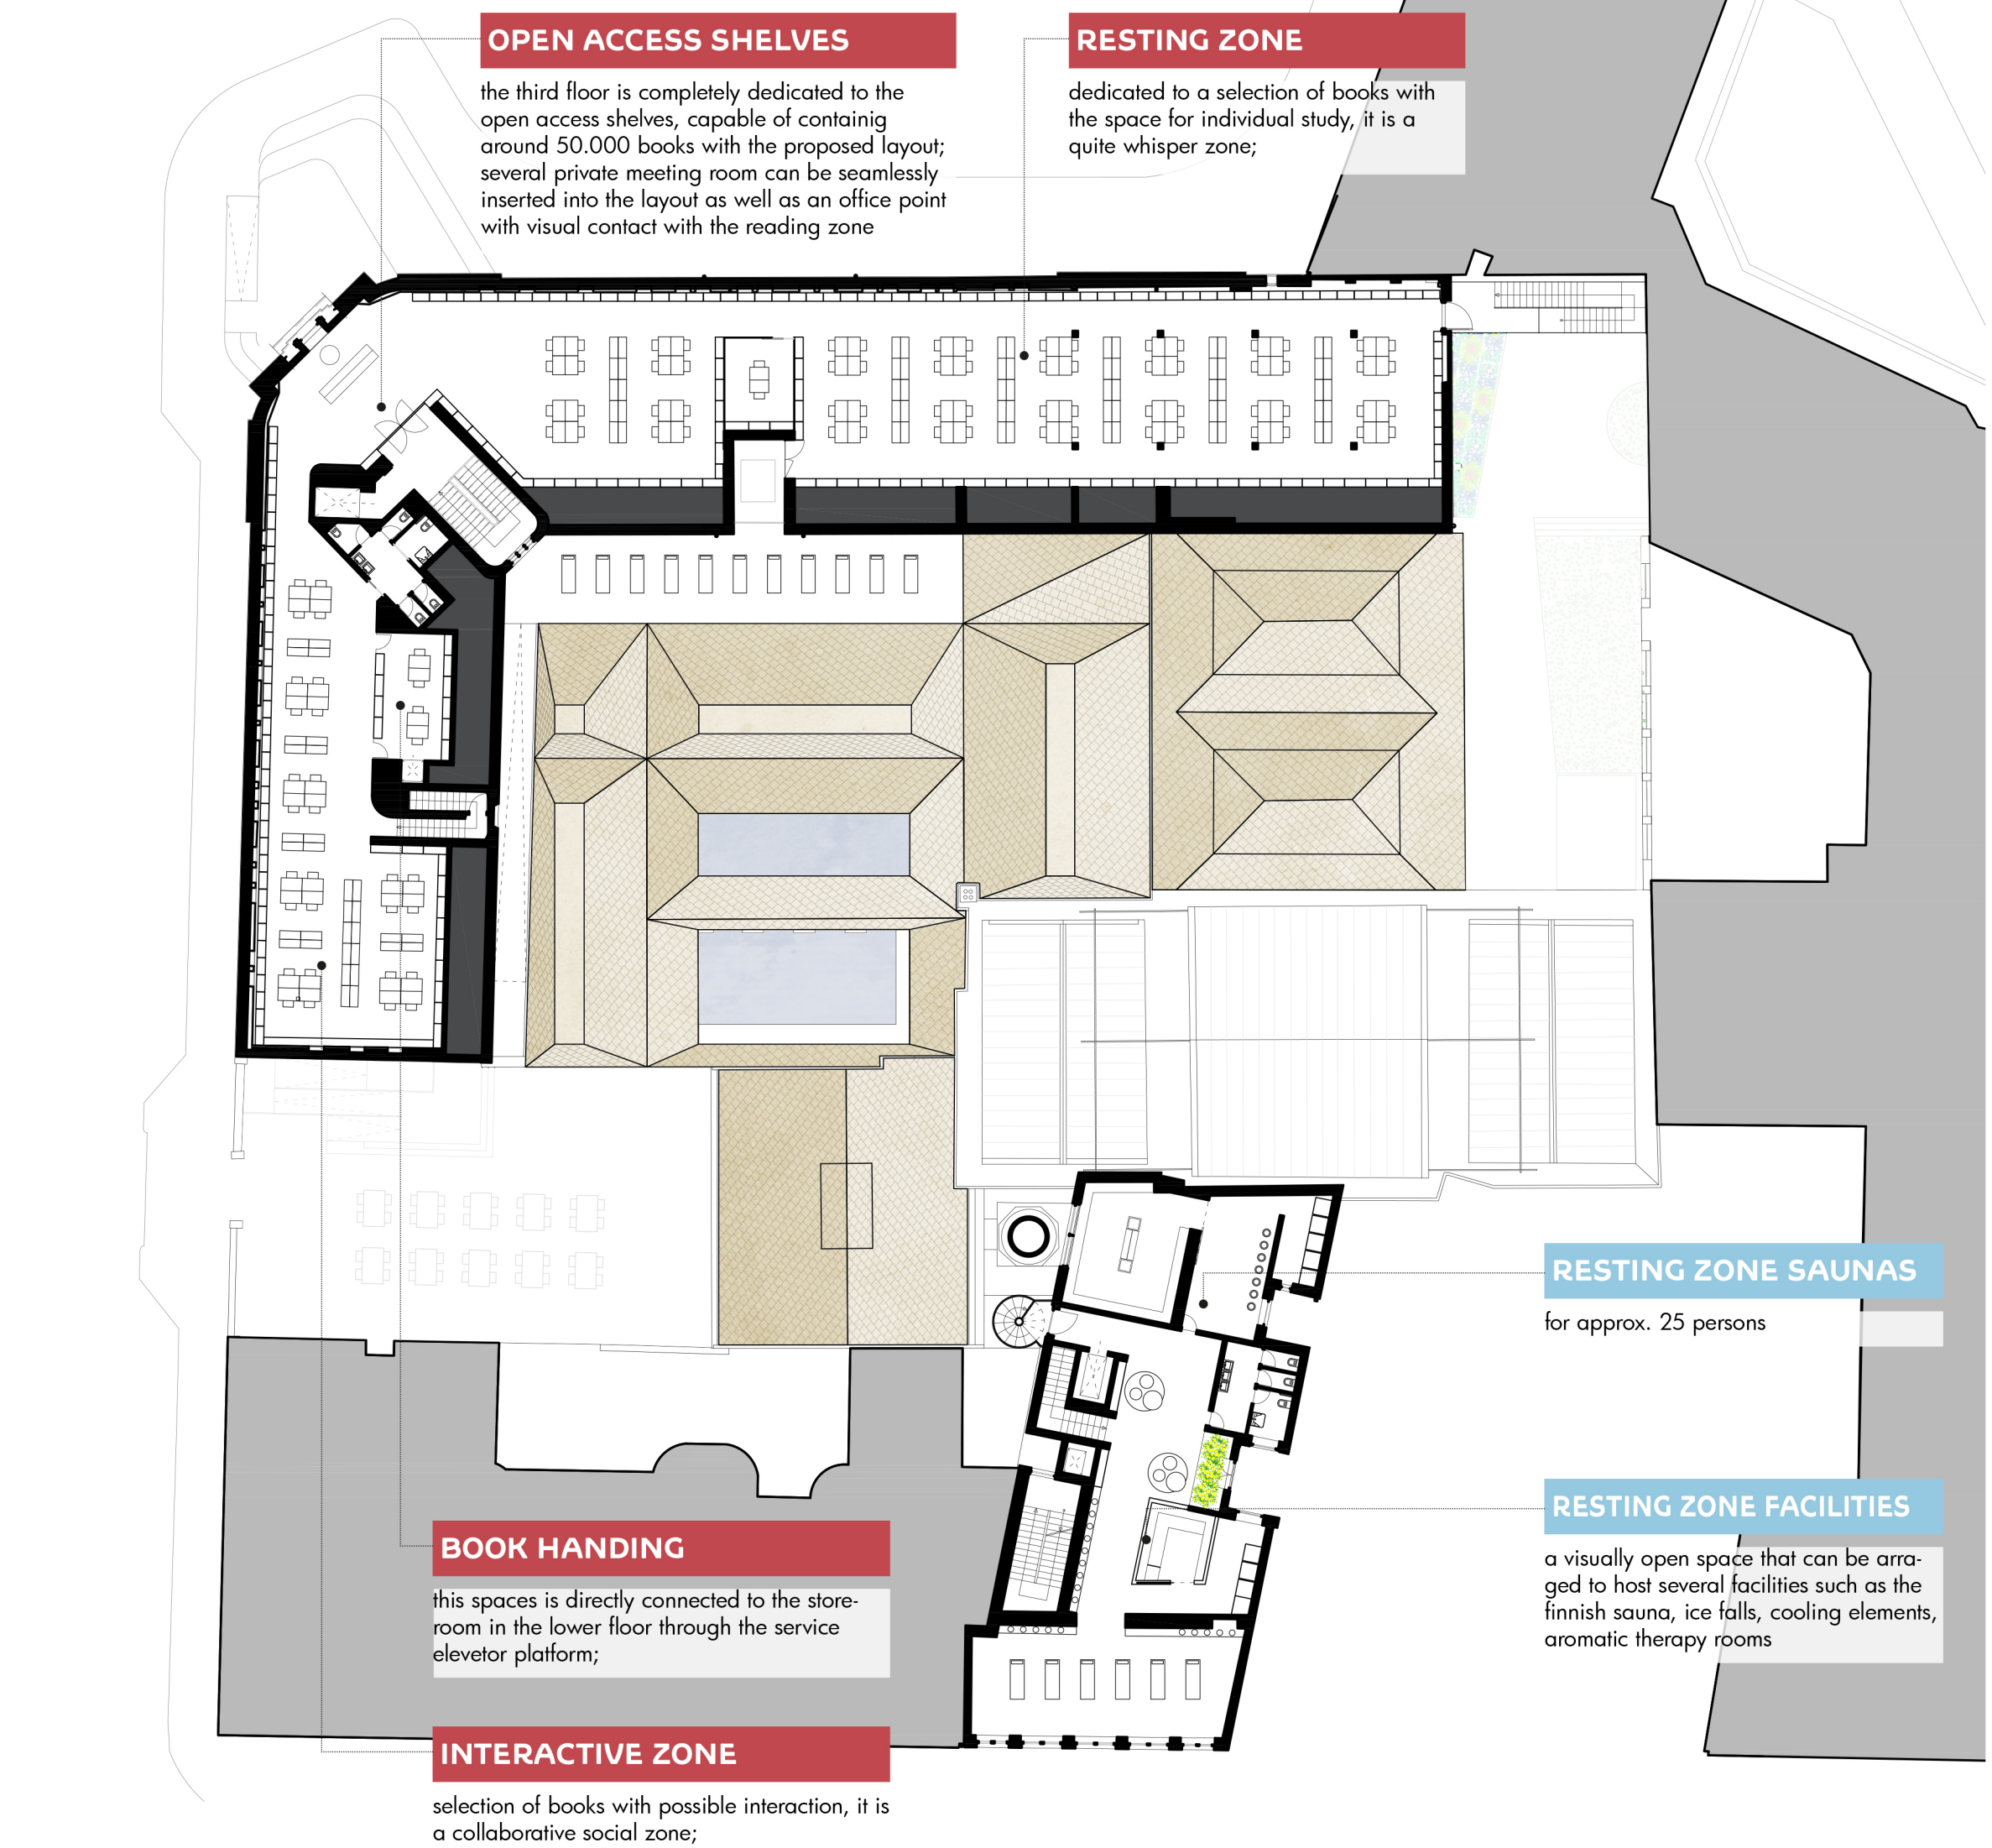 OPEN ACCESS SHELVES
the third floor is completely dedicated to the
open access shelves, capable of containig
around 50.000 books with the proposed layout;
several private meeting room can be seamlessly
inserted into the layout as well as an office point
with visual contact with the reading zone
RESTING ZONE
dedicated to a selection of books with
the space for individual study, it is a
quite whisper zone;
RESTING ZONE SAUNAS
for approx. 25 persons
RESTING ZONE FACILITIES
a visually open space that can be arra-
ged to host several facilities such as the
finnish sauna, ice falls, cooling elements,
aromatic therapy rooms
BOOK HANDING
this spaces is directly connected to the store-
room in the lower floor through the service
elevetor platform;
INTERACTIVE ZONE
selection of books with possible interaction, it is
a collaborative social zone;